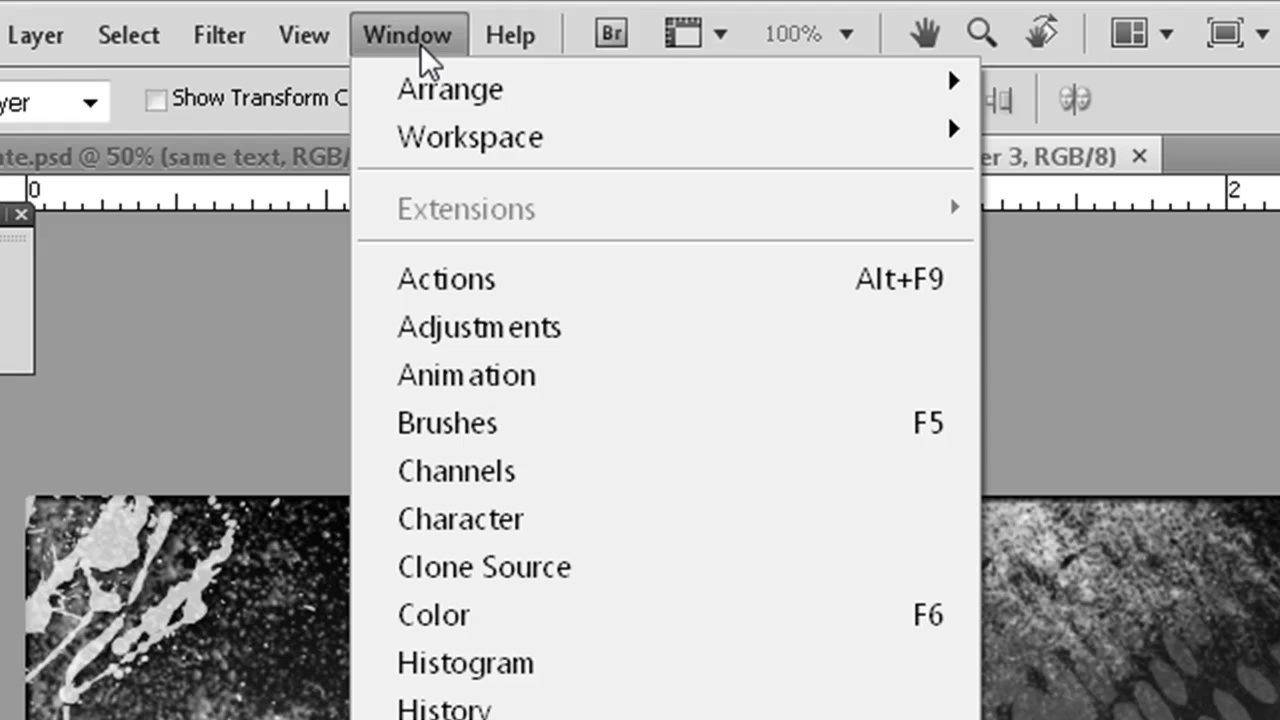 Layer Select Filter View Window Help Br 100%
yer Show Transform C
ate.psd @ 50% (same text, RGB/ er 3, RGB/8)
0 2
Arrange
Workspace
Extensions
Actions Alt+F9
Adjustments
Animation
Brushes F5
Channels
Character
Clone Source
Color F6
Histogram
History